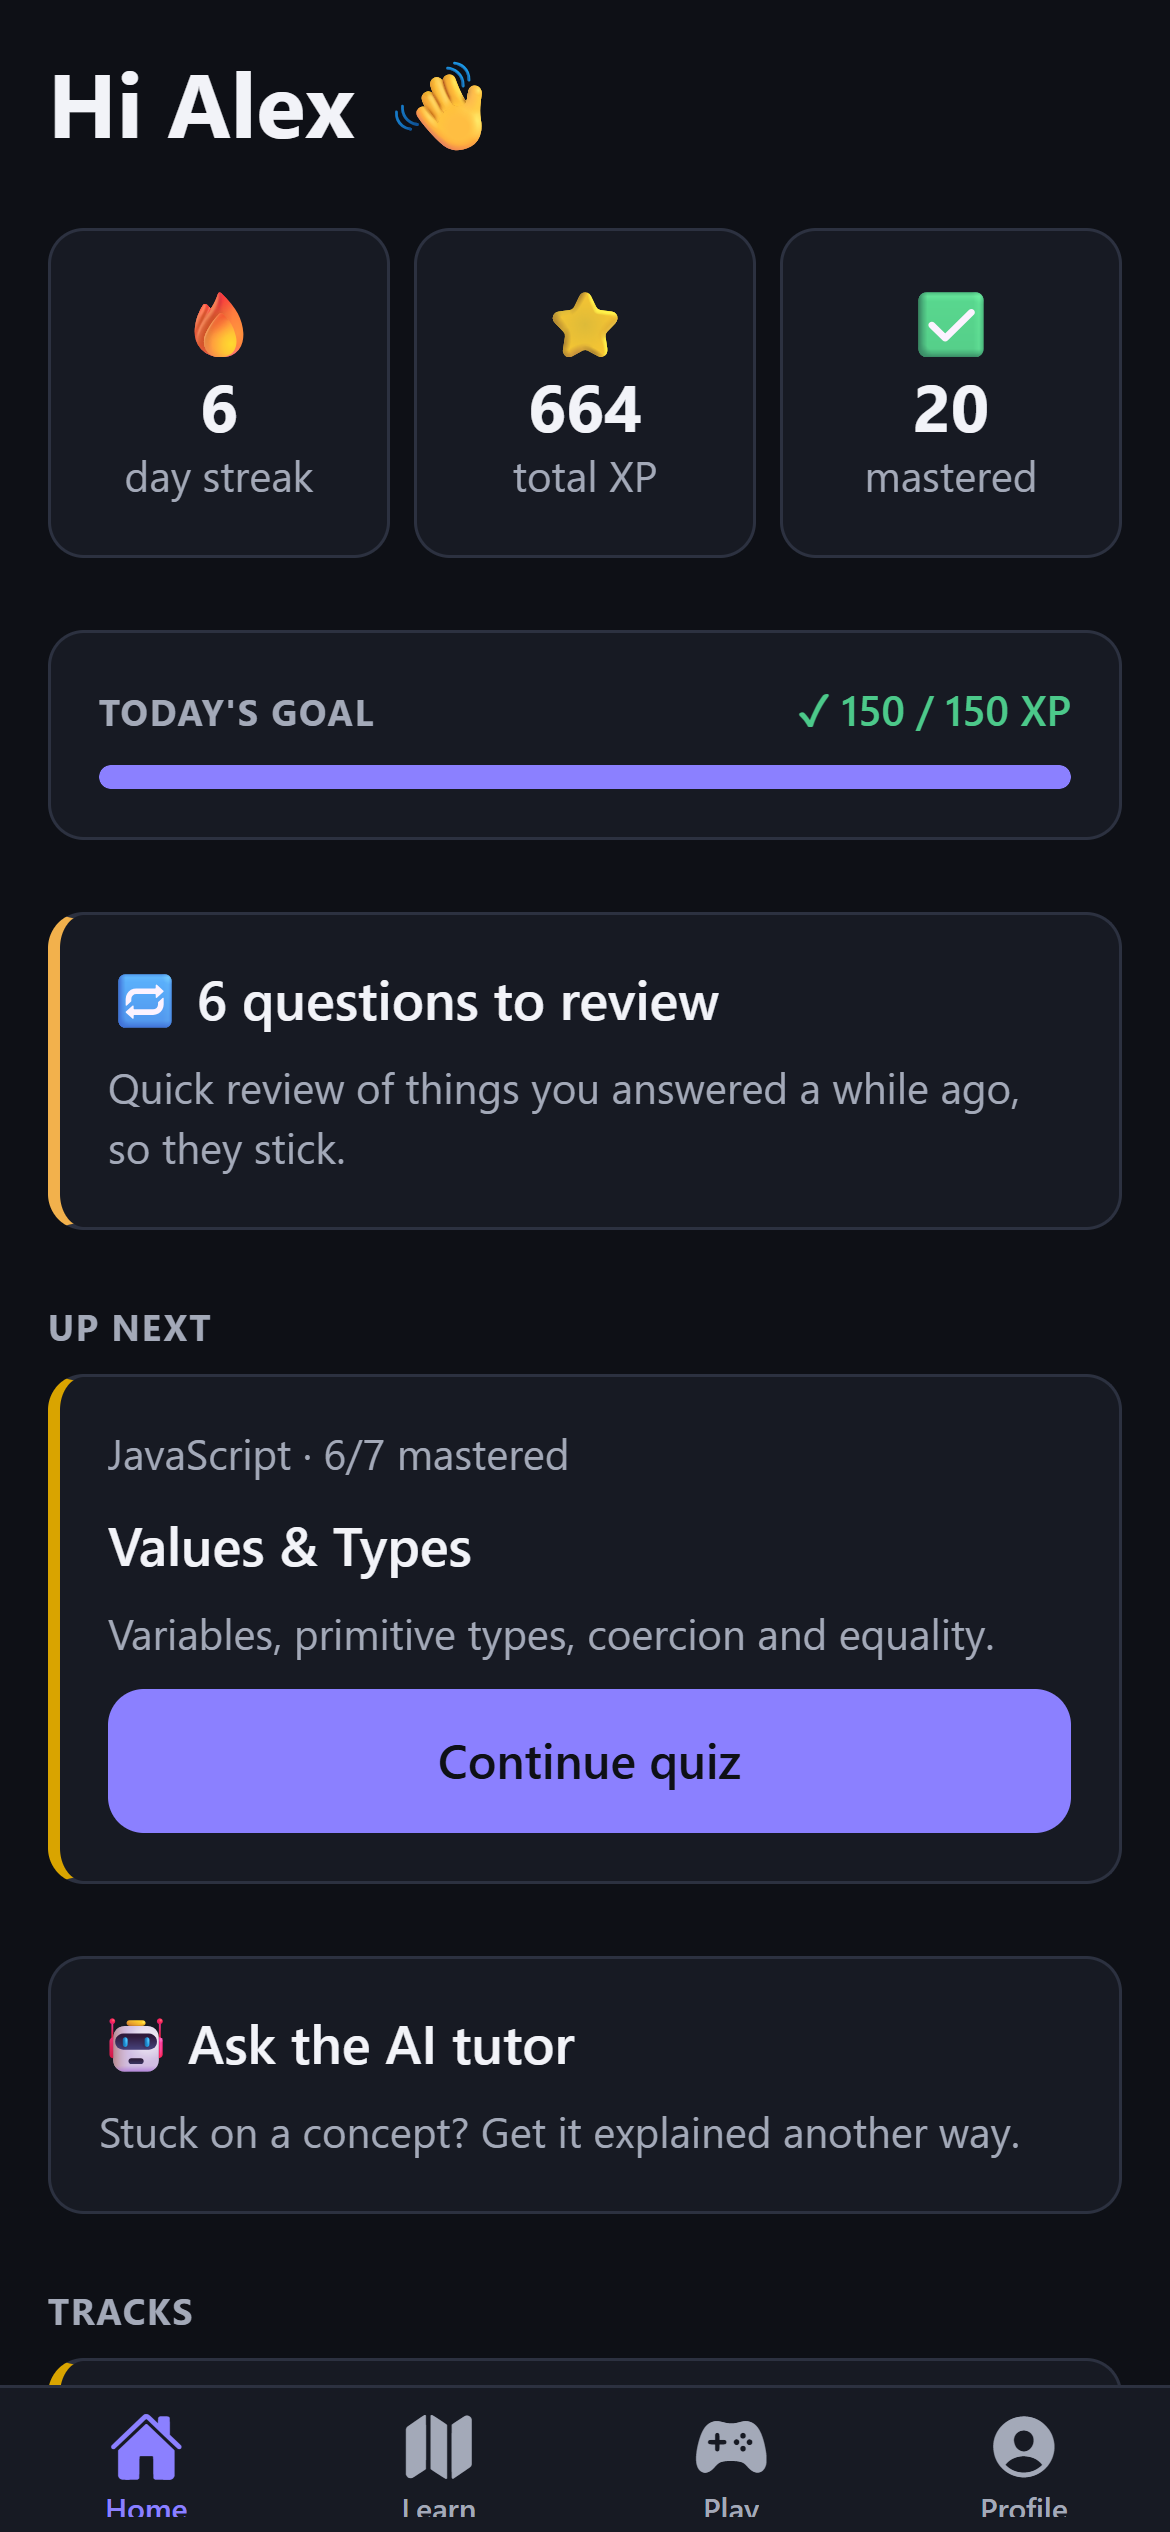 Hi Alex 👋
6
day streak
664
total XP
20
mastered
TODAY'S GOAL
✓ 150 / 150 XP
6 questions to review
Quick review of things you answered a while ago,
so they stick.
UP NEXT
JavaScript · 6/7 mastered
Values & Types
Variables, primitive types, coercion and equality.
Continue quiz
Ask the AI tutor
Stuck on a concept? Get it explained another way.
TRACKS
Home
Learn
Play
Profile